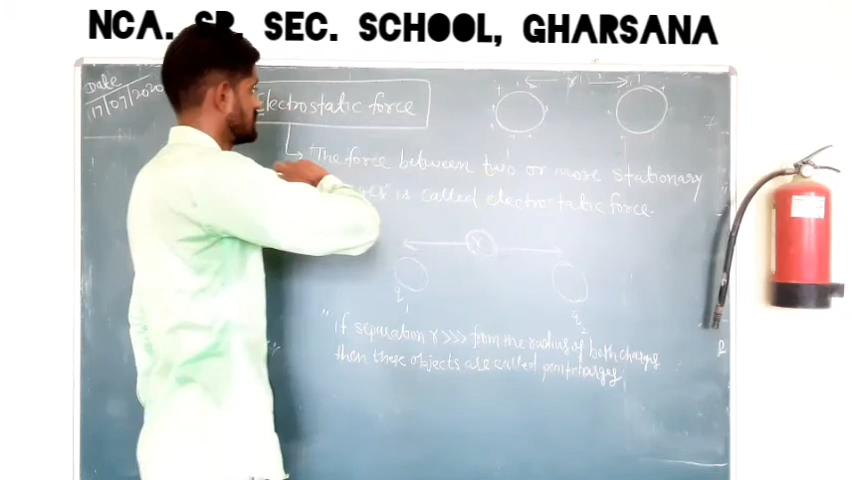 NCA. SR. SEC. SCHOOL, GHARSANA
Date
17/07/2020
Electrostatic force
r
"The force between two or more stationary
is called electrostatic force.
r
q1
q2
"if separation r >>> from the radius of both charges
then these objects are called point charges